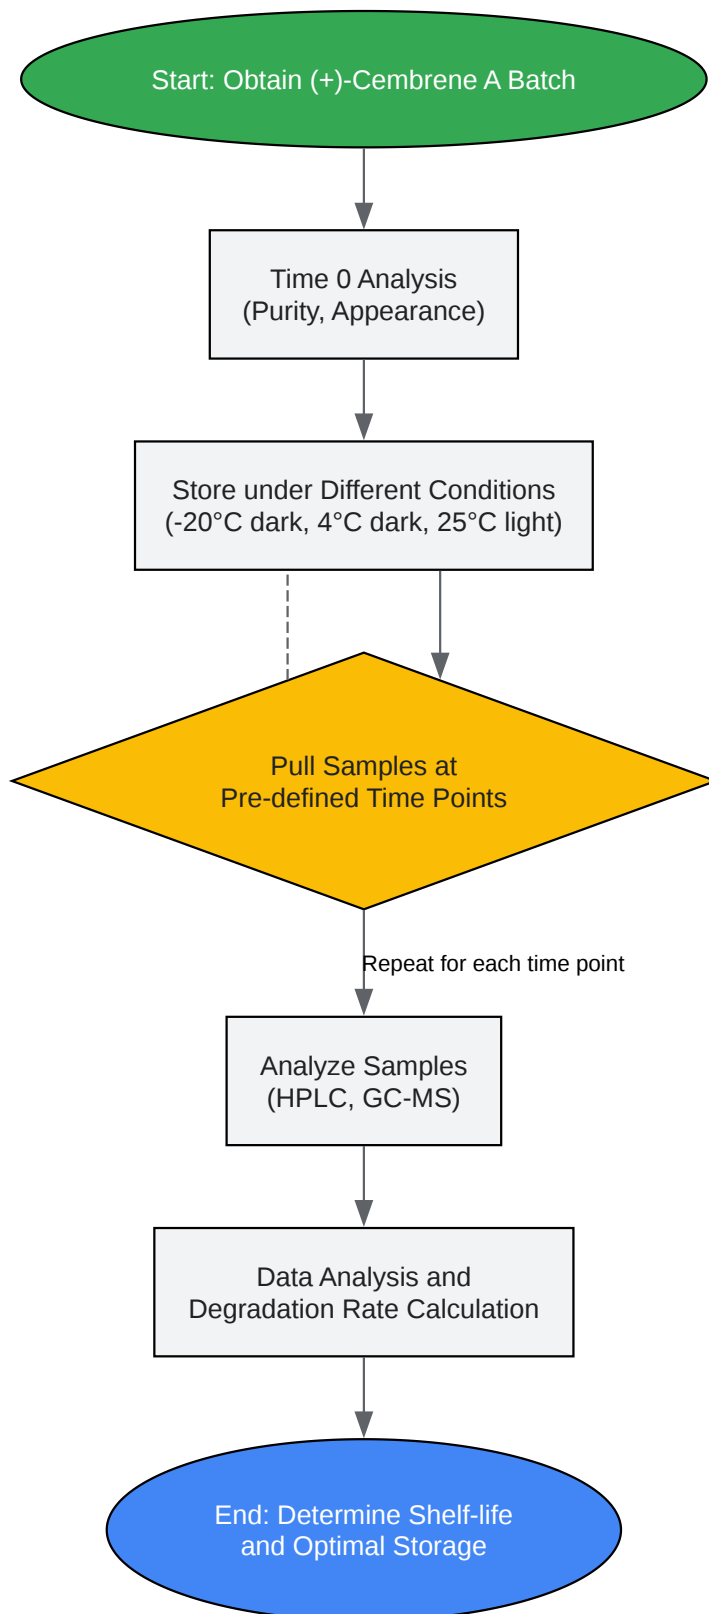 Start: Obtain (+)-Cembrene A Batch
Time 0 Analysis
(Purity, Appearance)
Store under Different Conditions
(-20°C dark, 4°C dark, 25°C light)
Pull Samples at
Pre-defined Time Points
Repeat for each time point
Analyze Samples
(HPLC, GC-MS)
Data Analysis and
Degradation Rate Calculation
End: Determine Shelf-life
and Optimal Storage